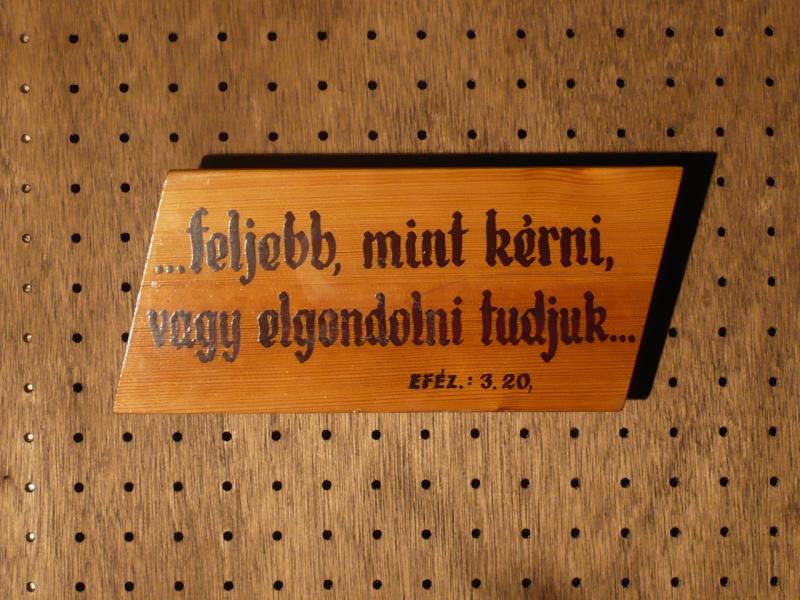 ...feljebb, mint kérni,
vagy elgondolni tudjuk...
EFÉZ.: 3. 20,